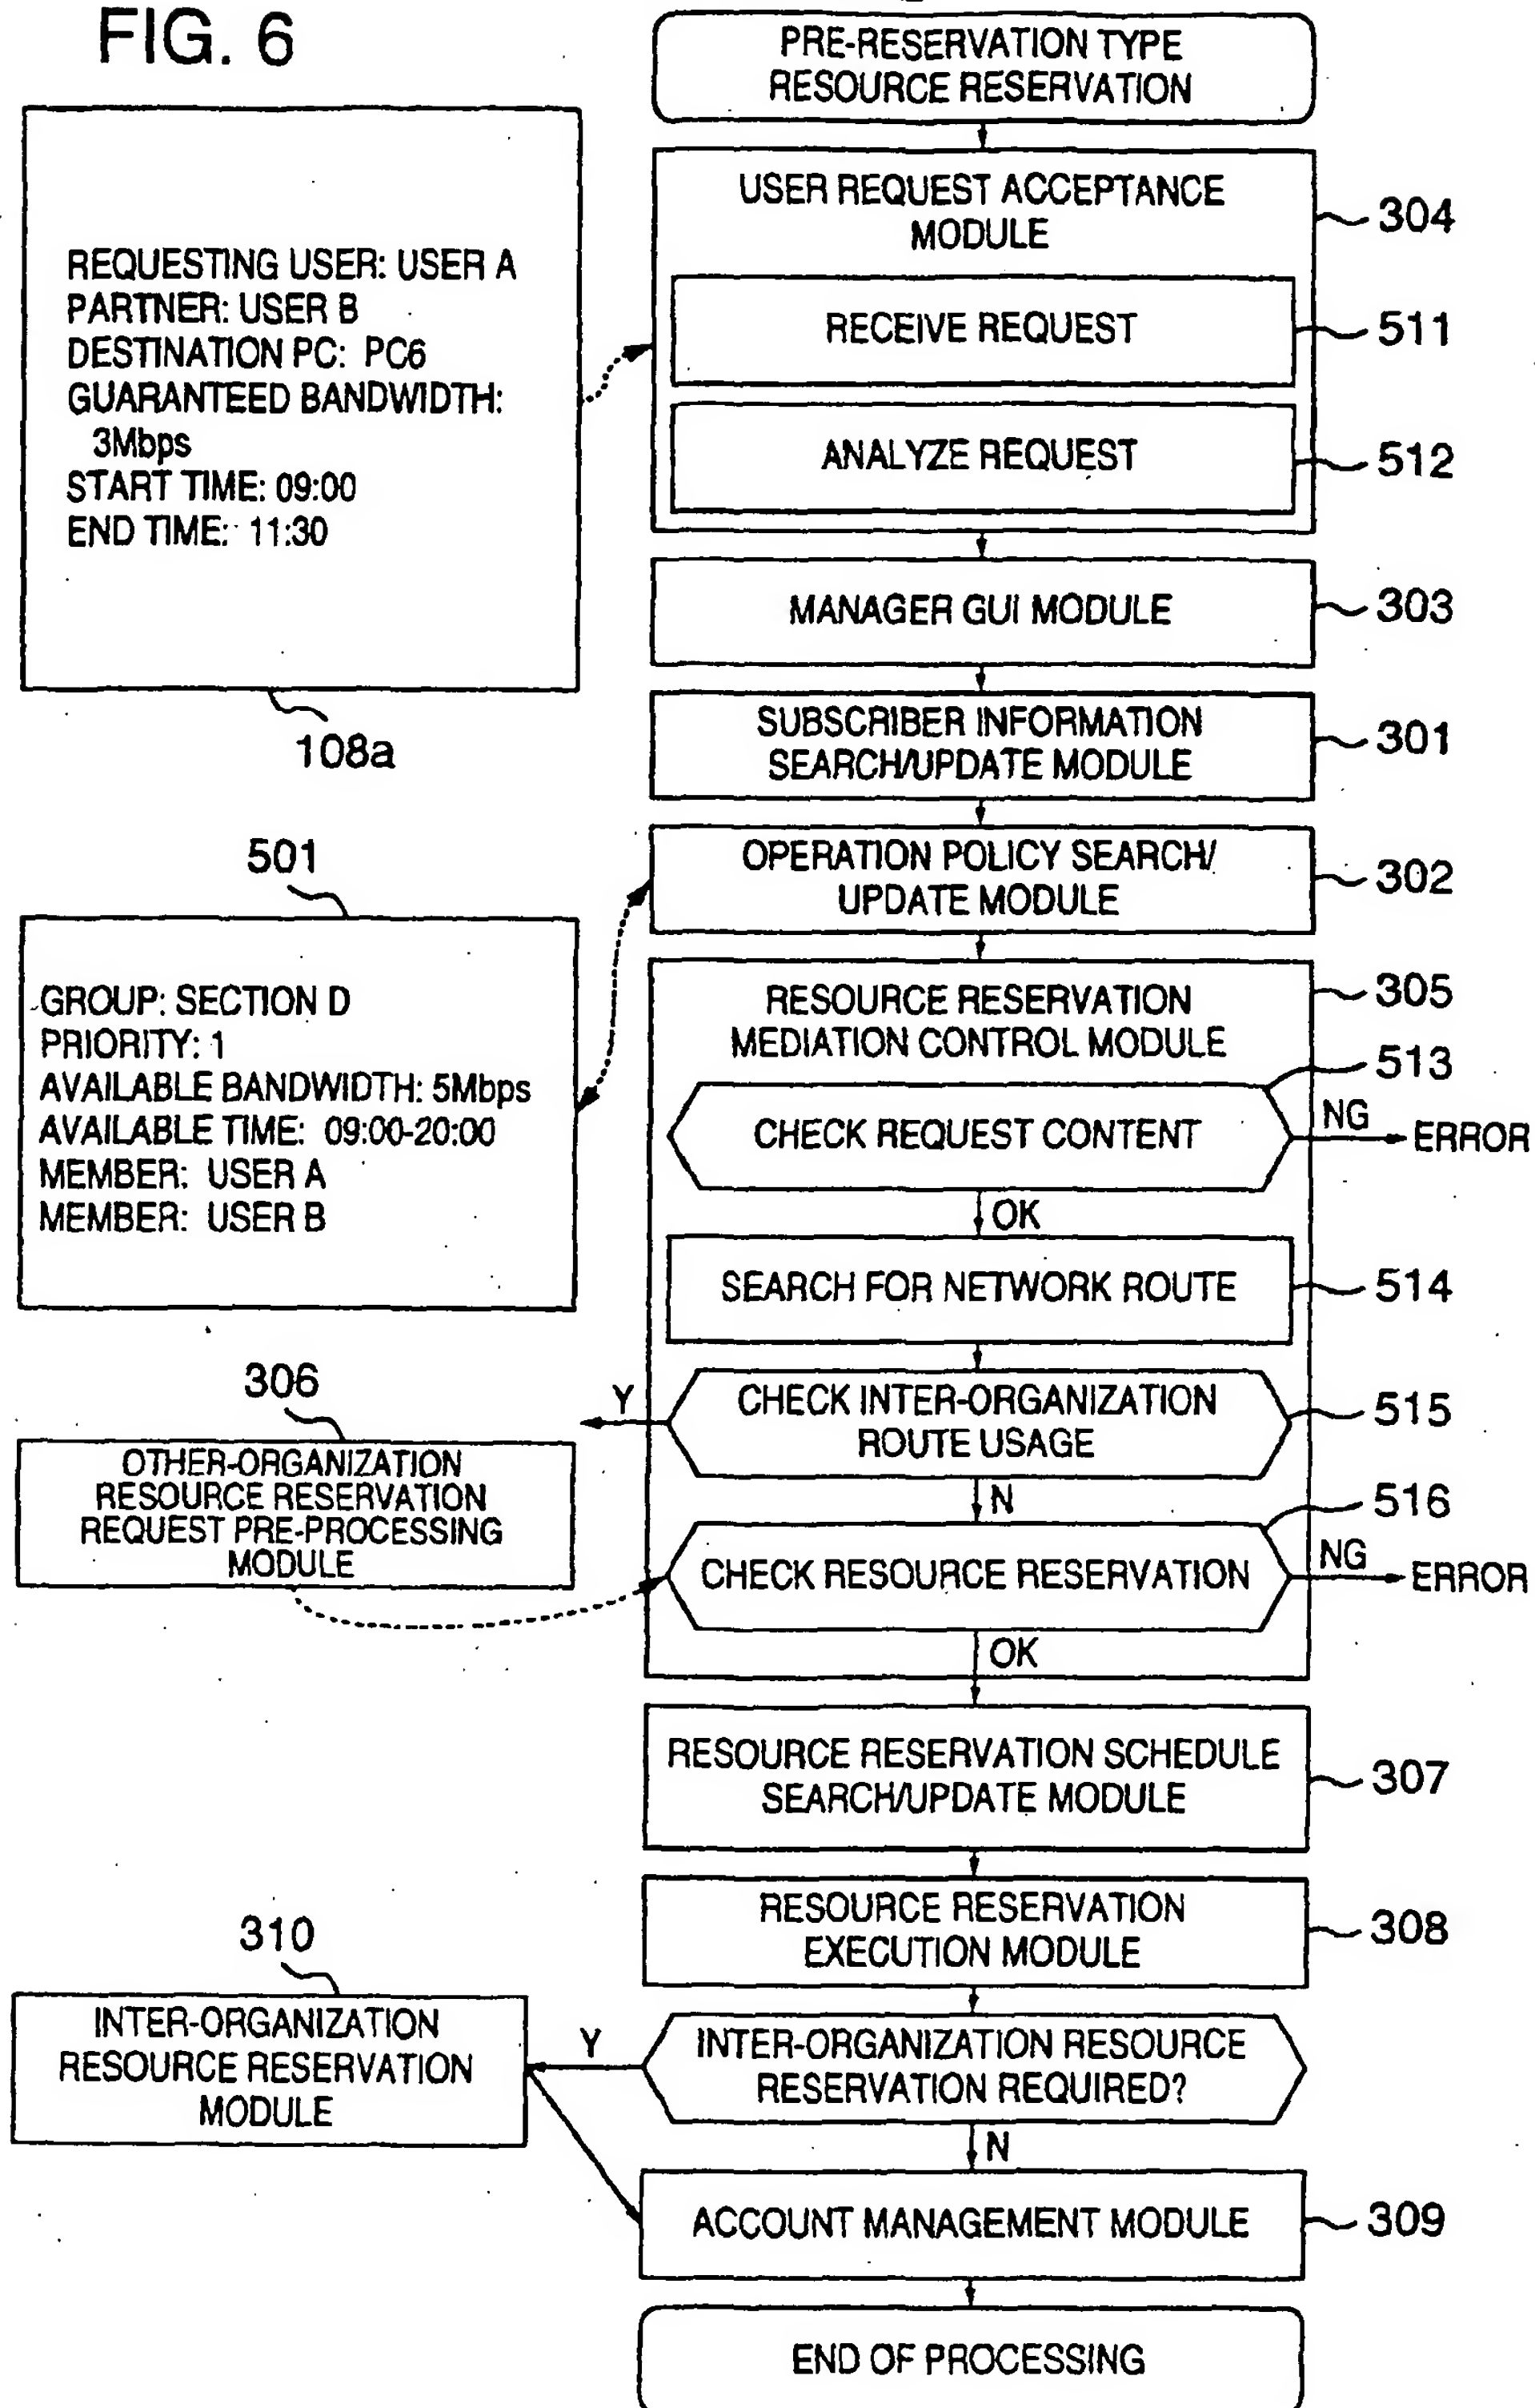 FIG. 6
PRE-RESERVATION TYPE
RESOURCE RESERVATION
USER REQUEST ACCEPTANCE
MODULE
304
RECEIVE REQUEST
511
ANALYZE REQUEST
512
REQUESTING USER: USER A
PARTNER: USER B
DESTINATION PC: PC6
GUARANTEED BANDWIDTH:
3Mbps
START TIME: 09:00
END TIME: 11:30
108a
MANAGER GUI MODULE
303
SUBSCRIBER INFORMATION
SEARCH/UPDATE MODULE
301
OPERATION POLICY SEARCH/
UPDATE MODULE
302
501
GROUP: SECTION D
PRIORITY: 1
AVAILABLE BANDWIDTH: 5Mbps
AVAILABLE TIME: 09:00-20:00
MEMBER: USER A
MEMBER: USER B
RESOURCE RESERVATION
MEDIATION CONTROL MODULE
305
513
CHECK REQUEST CONTENT
NG
ERROR
OK
SEARCH FOR NETWORK ROUTE
514
CHECK INTER-ORGANIZATION
ROUTE USAGE
515
Y
N
306
OTHER-ORGANIZATION
RESOURCE RESERVATION
REQUEST PRE-PROCESSING
MODULE
516
CHECK RESOURCE RESERVATION
NG
ERROR
OK
RESOURCE RESERVATION SCHEDULE
SEARCH/UPDATE MODULE
307
RESOURCE RESERVATION
EXECUTION MODULE
308
310
INTER-ORGANIZATION
RESOURCE RESERVATION
MODULE
Y
INTER-ORGANIZATION RESOURCE
RESERVATION REQUIRED?
N
ACCOUNT MANAGEMENT MODULE
309
END OF PROCESSING